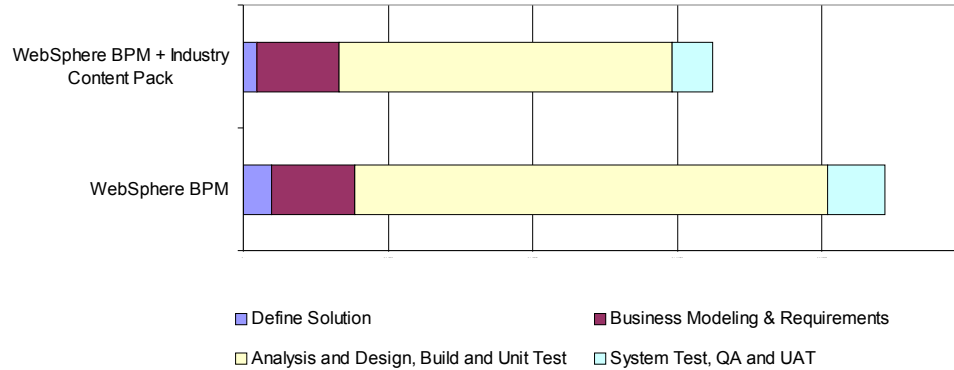 WebSphere BPM + Industry
Content Pack
WebSphere BPM
Define Solution
Business Modeling & Requirements
Analysis and Design, Build and Unit Test
System Test, QA and UAT